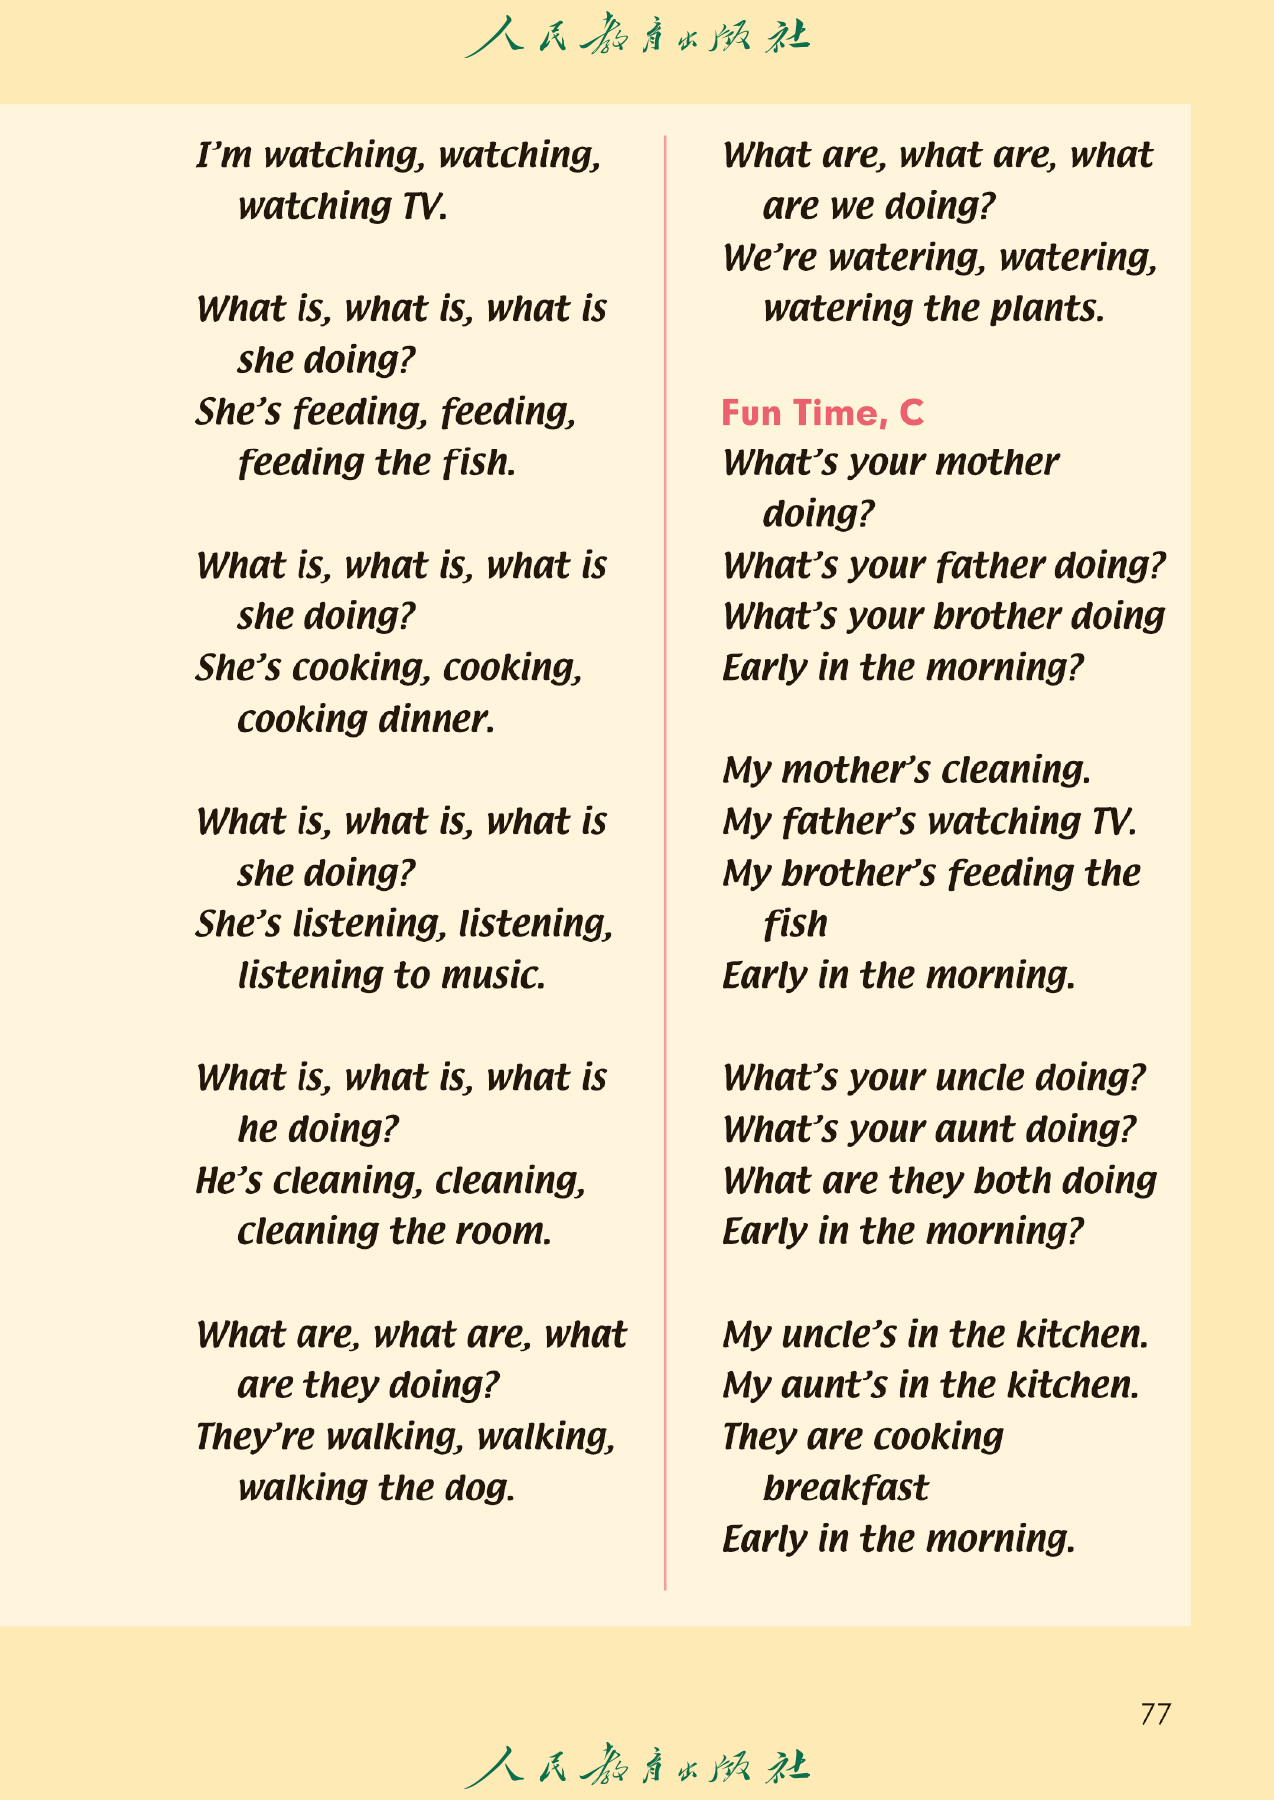 人民教育出版社
I’m watching, watching,
watching TV.
What is, what is, what is
she doing?
She’s feeding, feeding,
feeding the fish.
What is, what is, what is
she doing?
She’s cooking, cooking,
cooking dinner.
What is, what is, what is
she doing?
She’s listening, listening,
listening to music.
What is, what is, what is
he doing?
He’s cleaning, cleaning,
cleaning the room.
What are, what are, what
are they doing?
They’re walking, walking,
walking the dog.
What are, what are, what
are we doing?
We’re watering, watering,
watering the plants.
Fun Time, C
What’s your mother
doing?
What’s your father doing?
What’s your brother doing
Early in the morning?
My mother’s cleaning.
My father’s watching TV.
My brother’s feeding the
fish
Early in the morning.
What’s your uncle doing?
What’s your aunt doing?
What are they both doing
Early in the morning?
My uncle’s in the kitchen.
My aunt’s in the kitchen.
They are cooking
breakfast
Early in the morning.
77
人民教育出版社